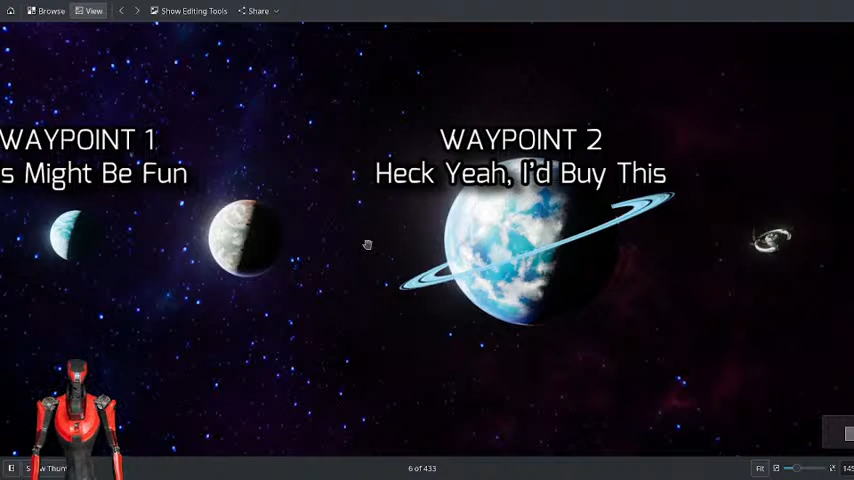 Browse View Show Editing Tools Share
WAYPOINT 1
s Might Be Fun
WAYPOINT 2
Heck Yeah, I'd Buy This
6 of 433
Fit